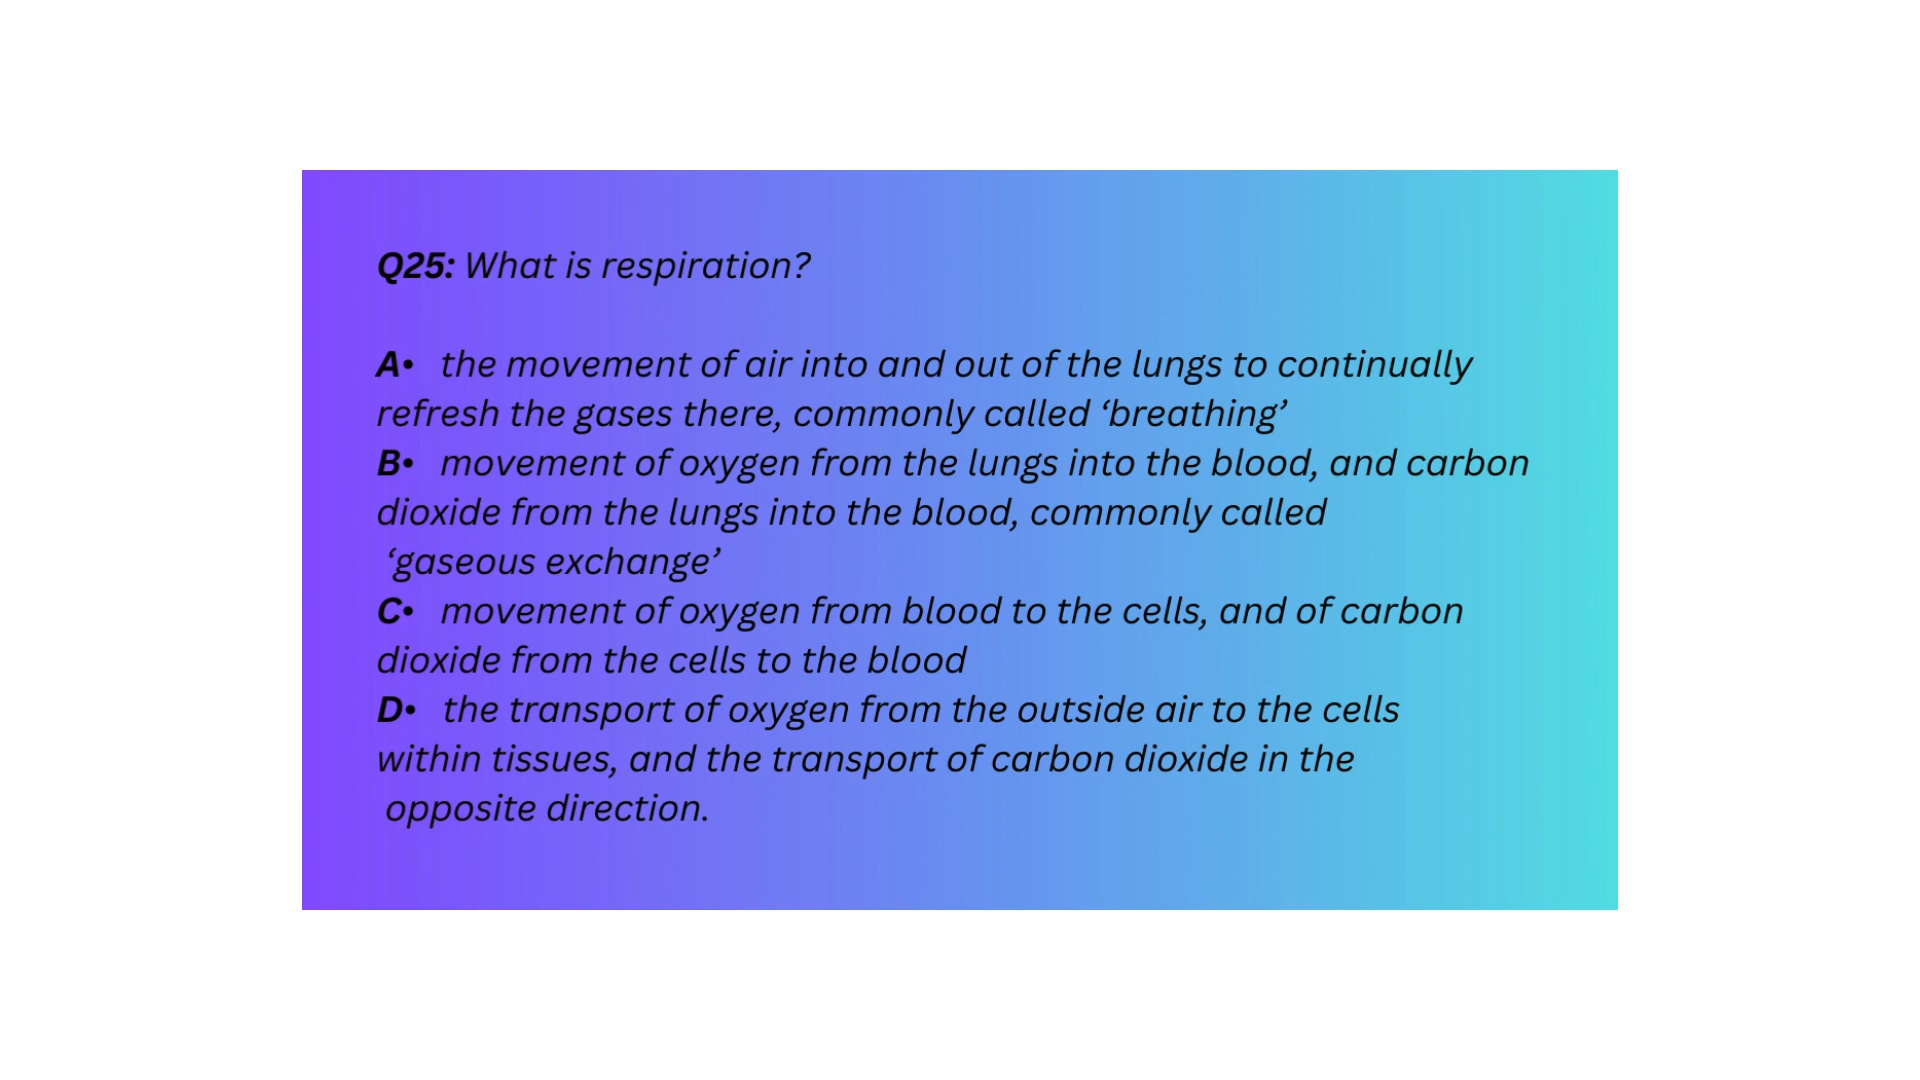 Q25: What is respiration?
A• the movement of air into and out of the lungs to continually
refresh the gases there, commonly called ‘breathing’
B• movement of oxygen from the lungs into the blood, and carbon
dioxide from the lungs into the blood, commonly called
‘gaseous exchange’
C• movement of oxygen from blood to the cells, and of carbon
dioxide from the cells to the blood
D• the transport of oxygen from the outside air to the cells
within tissues, and the transport of carbon dioxide in the
opposite direction.